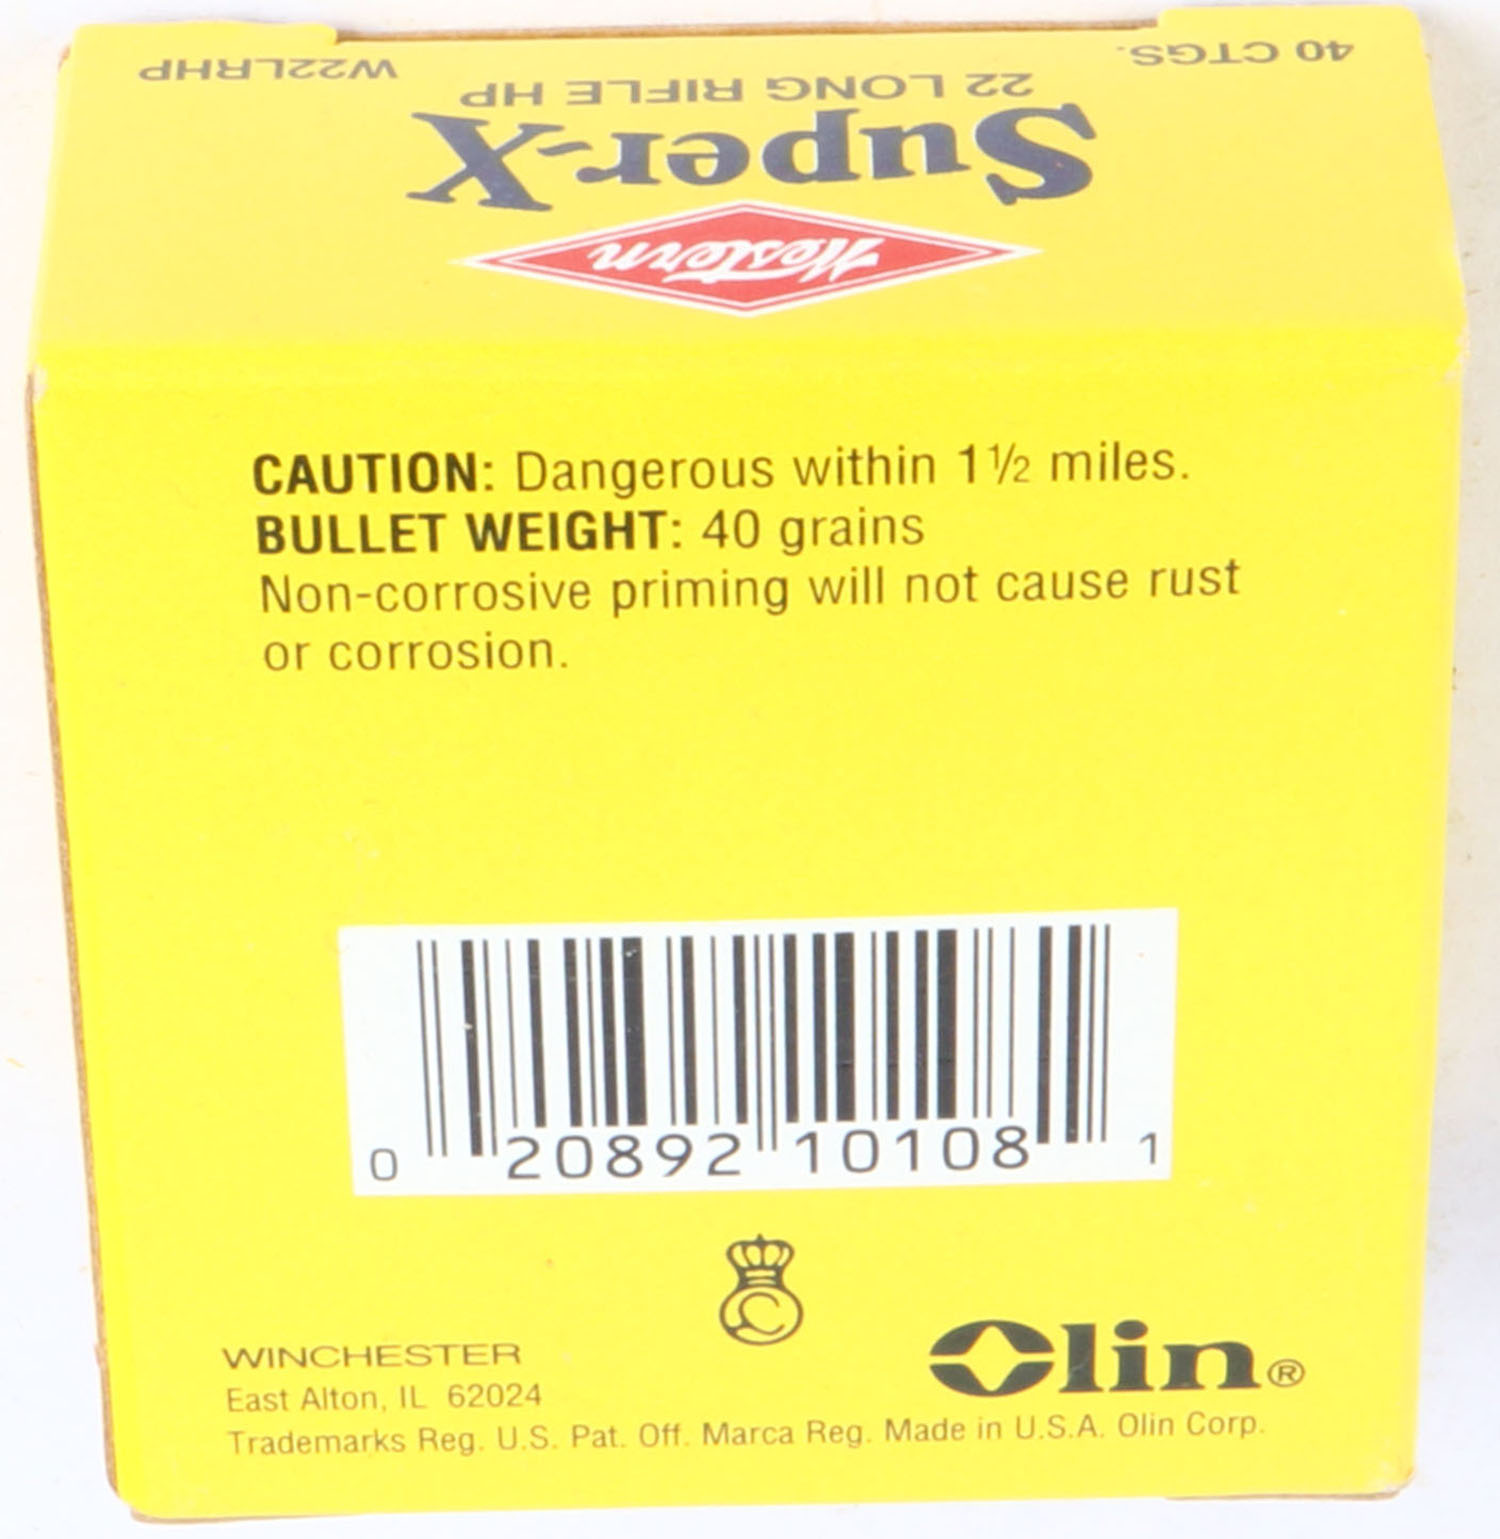 40 CTGS. W22LRHP
22 LONG RIFLE HP
Super-X
Western
CAUTION: Dangerous within 1½ miles.
BULLET WEIGHT: 40 grains
Non-corrosive priming will not cause rust
or corrosion.
0 20892 10108 1
C
Olin®
WINCHESTER
East Alton, IL 62024
Trademarks Reg. U.S. Pat. Off. Marca Reg. Made in U.S.A. Olin Corp.